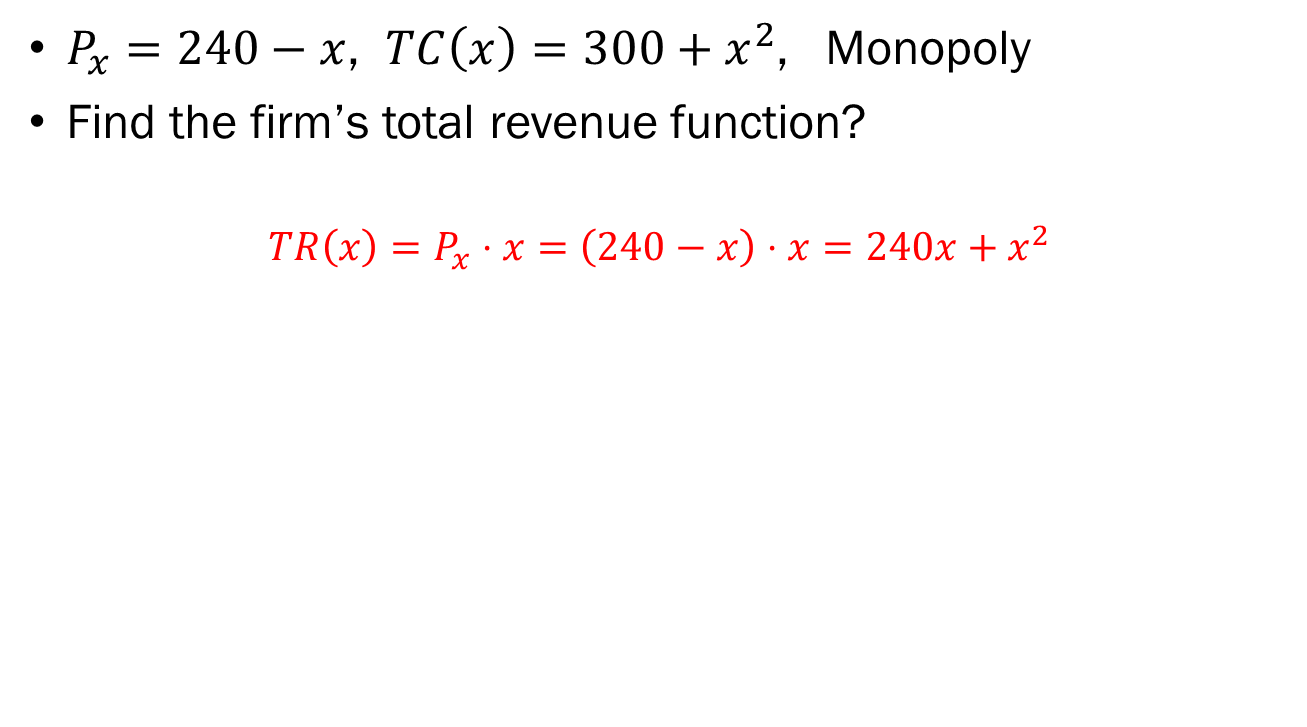 • Pₓ = 240 − x, TC(x) = 300 + x², Monopoly
• Find the firm’s total revenue function?
TR(x) = Pₓ · x = (240 − x) · x = 240x + x²